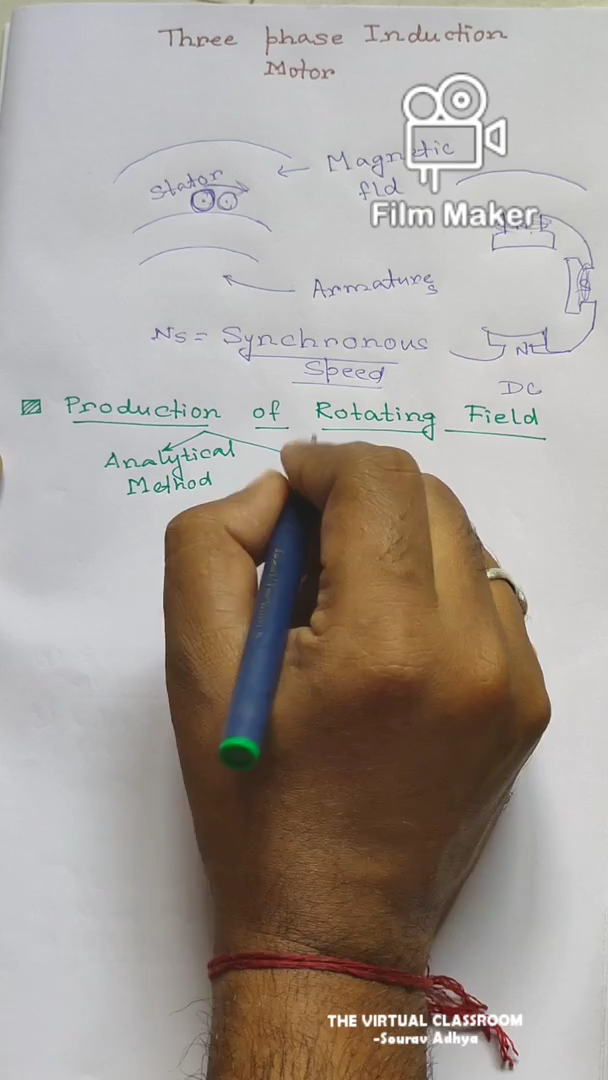 Three phase Induction
Motor
Magnetic
fld
Stator
Film Maker
Armature
Ns = Synchronous
Speed
N
DC
Production of Rotating Field
Analytical
Method
THE VIRTUAL CLASSROOM
-Sourav Adhya